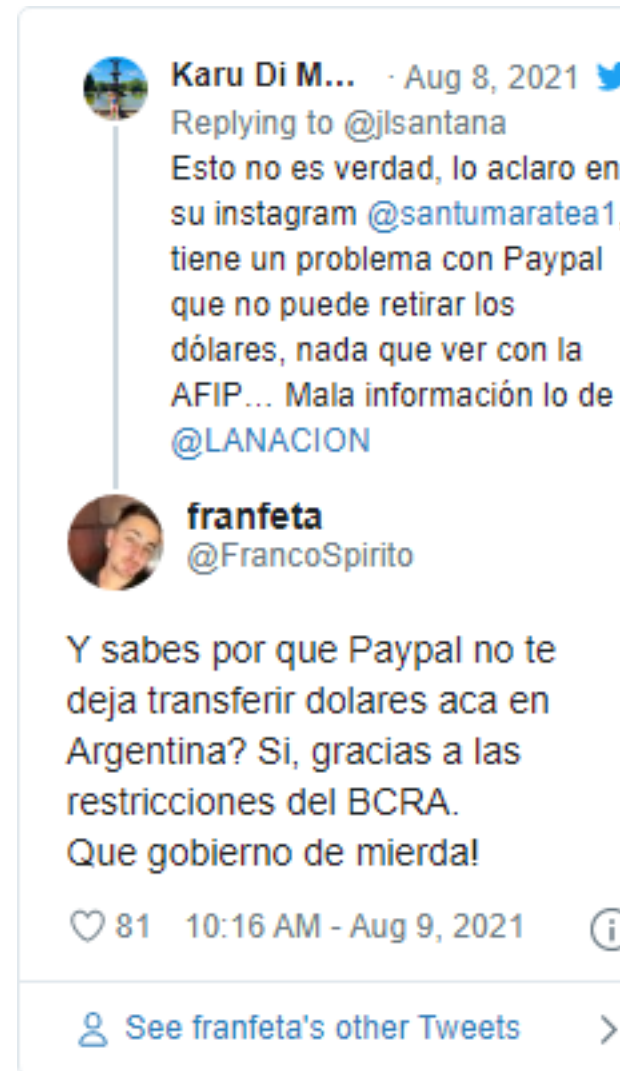 Karu Di M... · Aug 8, 2021
Replying to @jlsantana
Esto no es verdad, lo aclaro en
su instagram @santumaratea1,
tiene un problema con Paypal
que no puede retirar los
dólares, nada que ver con la
AFIP... Mala información lo de
@LANACION
franfeta
@FrancoSpirito
Y sabes por que Paypal no te
deja transferir dolares aca en
Argentina? Si, gracias a las
restricciones del BCRA.
Que gobierno de mierda!
81 10:16 AM - Aug 9, 2021
See franfeta's other Tweets